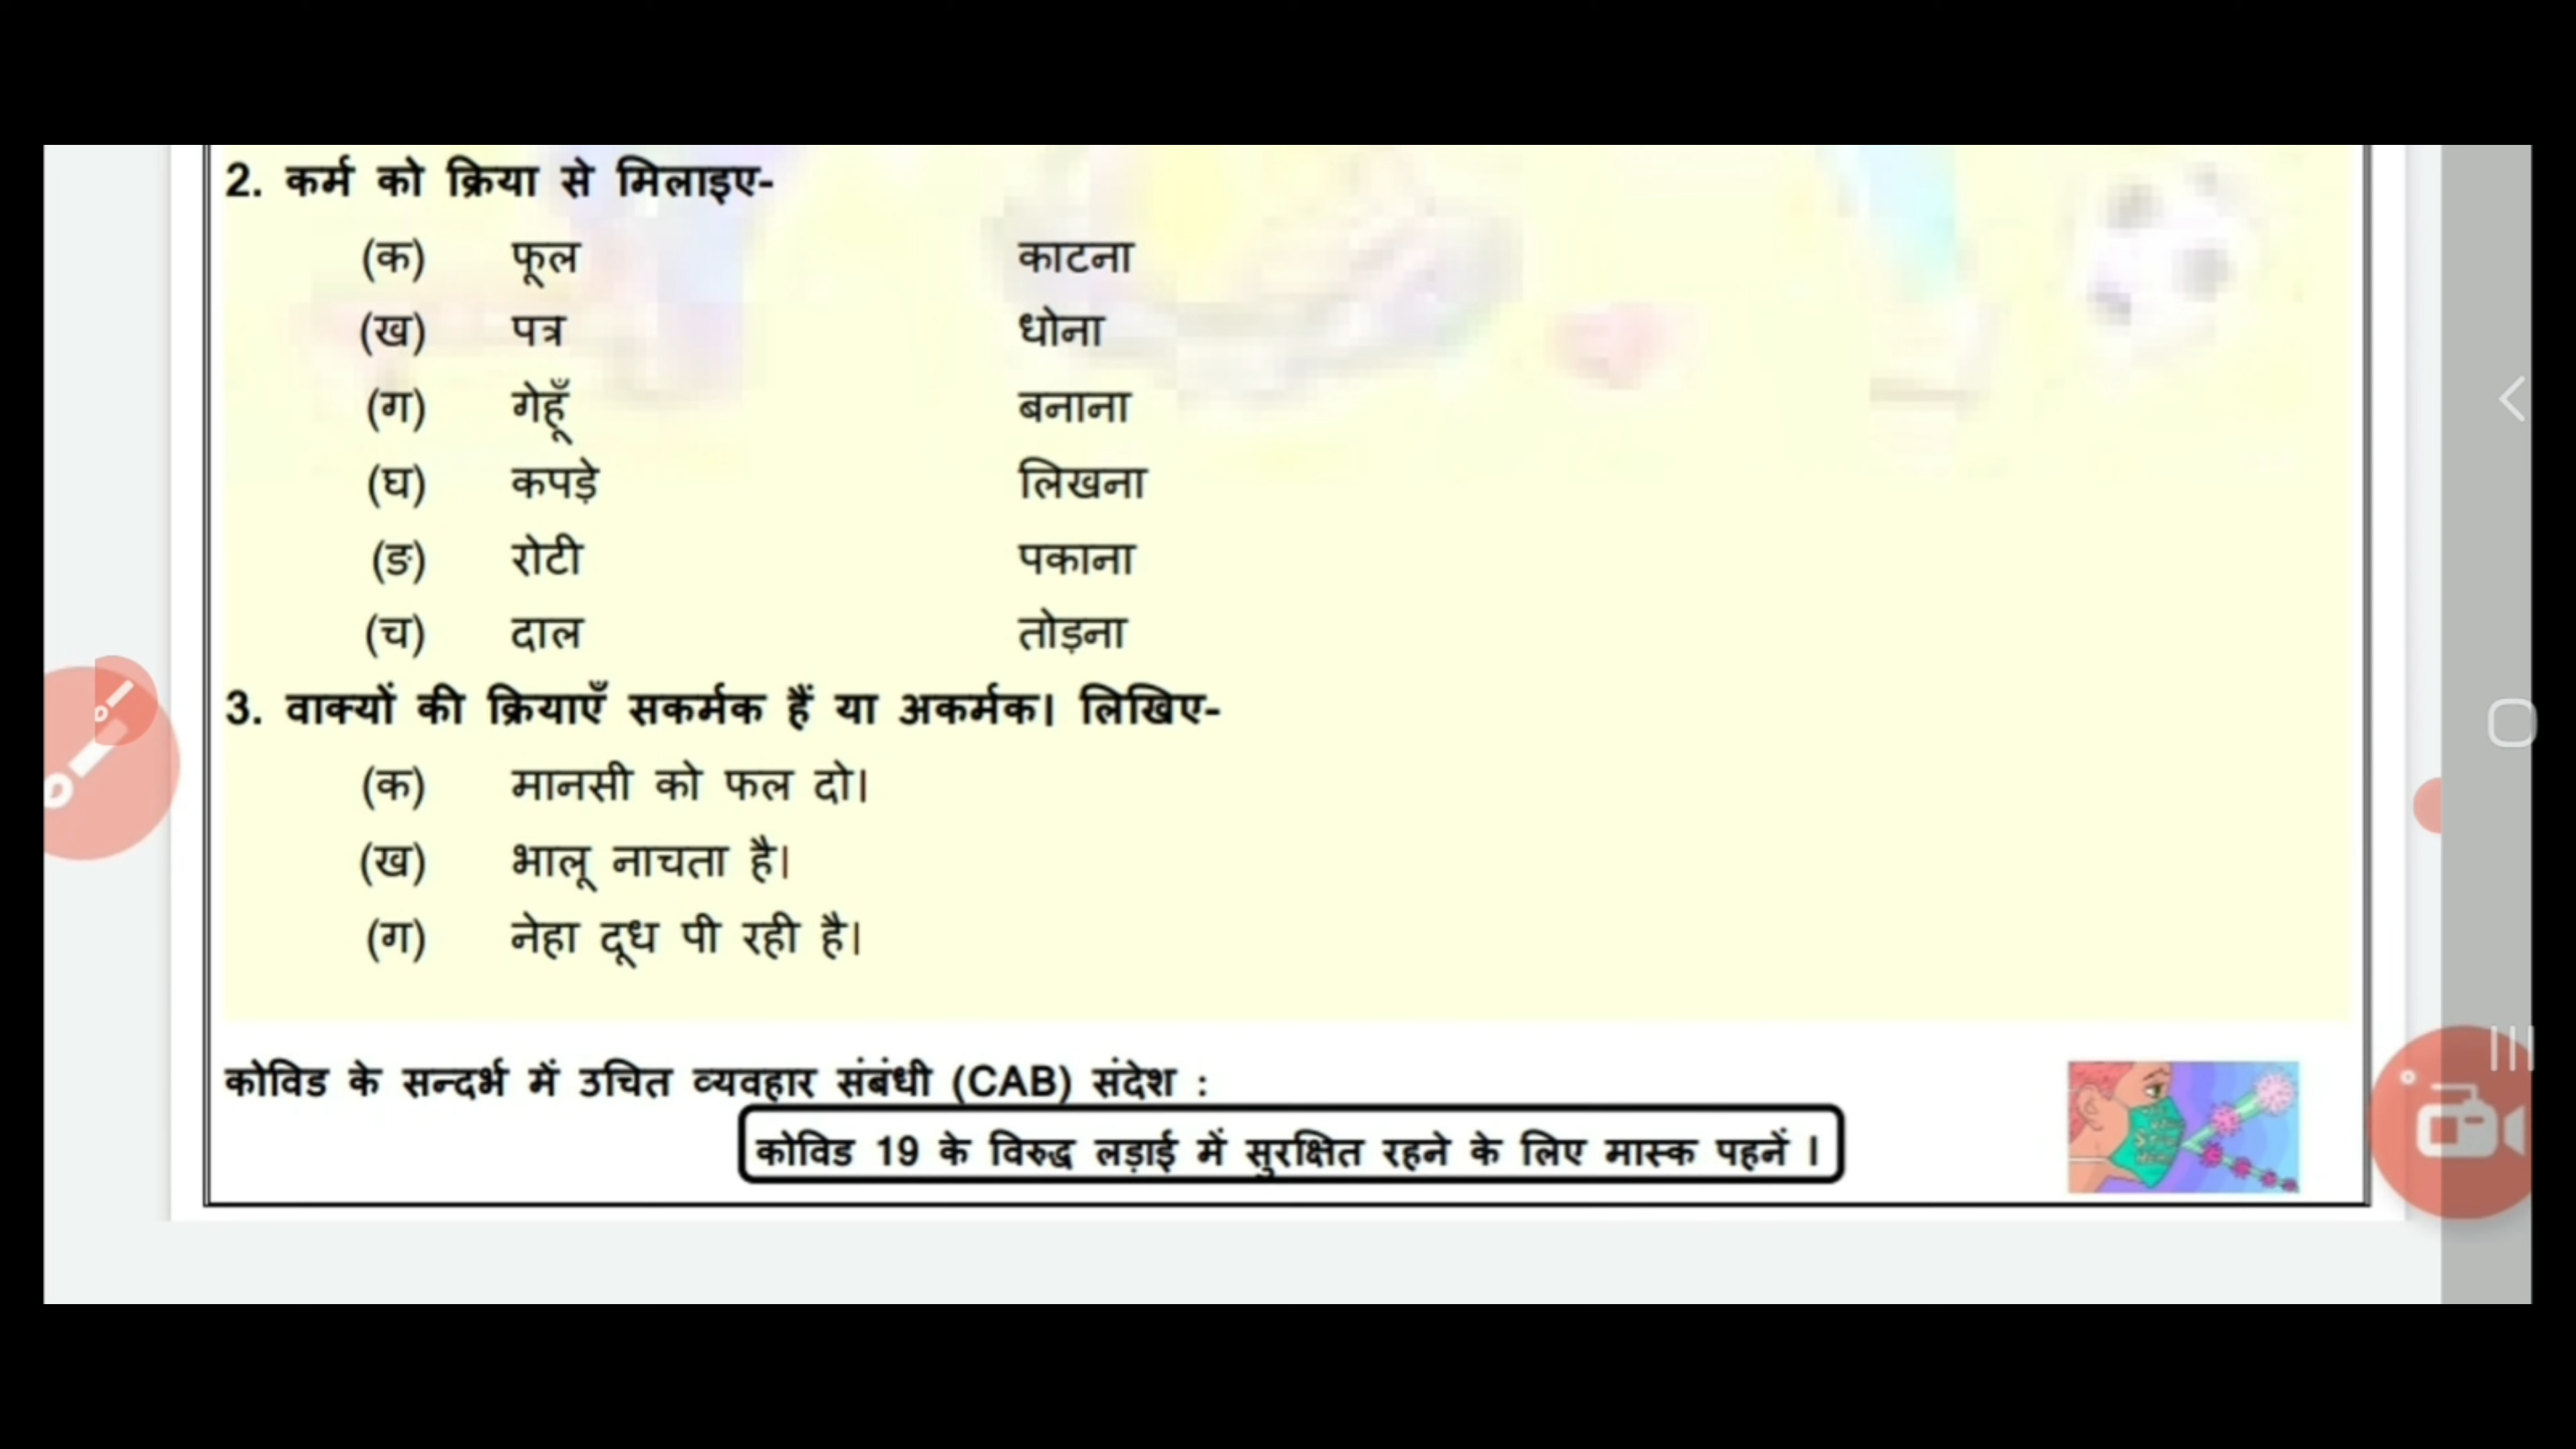 2. कर्म को क्रिया से मिलाइए-
(क) फूल काटना
(ख) पत्र धोना
(ग) गेहूँ बनाना
(घ) कपड़े लिखना
(ङ) रोटी पकाना
(च) दाल तोड़ना
3. वाक्यों की क्रियाएँ सकर्मक हैं या अकर्मक। लिखिए-
(क) मानसी को फल दो।
(ख) भालू नाचता है।
(ग) नेहा दूध पी रही है।
कोविड के सन्दर्भ में उचित व्यवहार संबंधी (CAB) संदेश :
कोविड 19 के विरुद्ध लड़ाई में सुरक्षित रहने के लिए मास्क पहनें ।